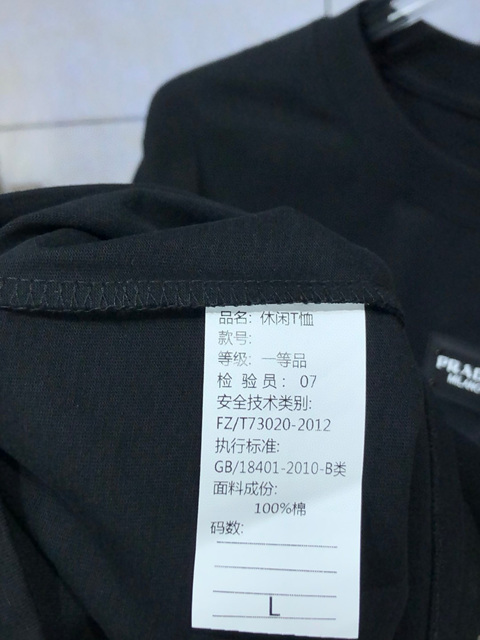 品名: 休闲T恤
款号:
等级: 一等品
检 验 员: 07
安全技术类别:
FZ/T73020-2012
执行标准:
GB/18401-2010-B类
面料成份:
100%棉
码数:
L